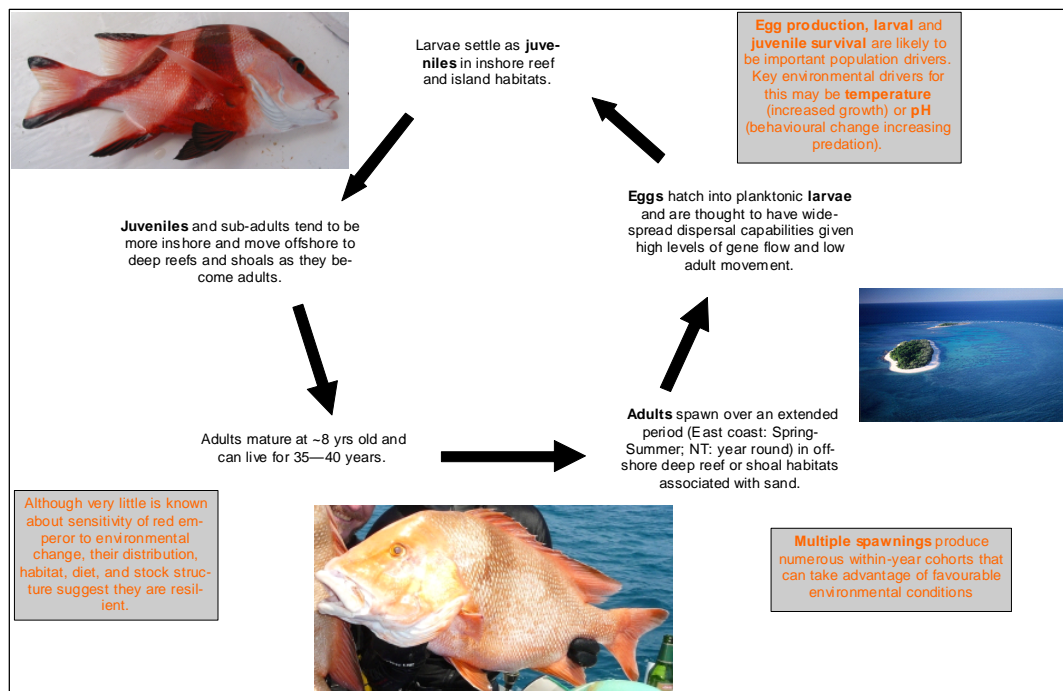 Larvae settle as juve-
niles in inshore reef
and island habitats.
Egg production, larval and
juvenile survival are likely to
be important population drivers.
Key environmental drivers for
this may be temperature
(increased growth) or pH
(behavioural change increasing
predation).
Juveniles and sub-adults tend to be
more inshore and move offshore to
deep reefs and shoals as they be-
come adults.
Eggs hatch into planktonic larvae
and are thought to have wide-
spread dispersal capabilities given
high levels of gene flow and low
adult movement.
Adults mature at ~8 yrs old and
can live for 35—40 years.
Adults spawn over an extended
period (East coast: Spring-
Summer; NT: year round) in off-
shore deep reef or shoal habitats
associated with sand.
Although very little is known
about sensitivity of red em-
peror to environmental
change, their distribution,
habitat, diet, and stock struc-
ture suggest they are resil-
ient.
Multiple spawnings produce
numerous within-year cohorts that
can take advantage of favourable
environmental conditions